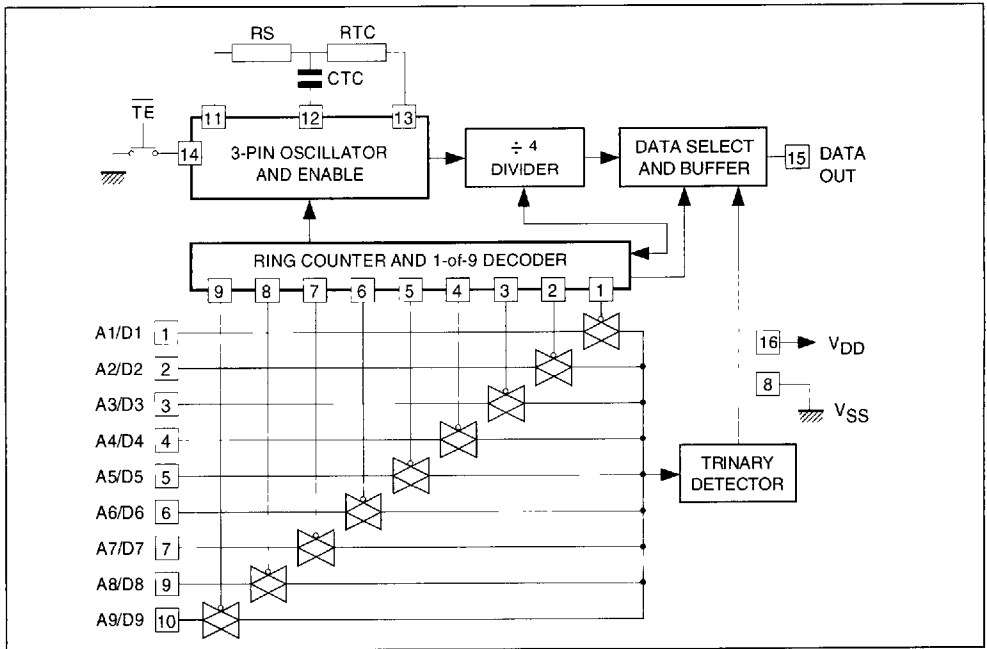 RS RTC
CTC
TE
11 12 13
14
3-PIN OSCILLATOR
AND ENABLE
÷ 4
DIVIDER
DATA SELECT
AND BUFFER
15 DATA
OUT
RING COUNTER AND 1-of-9 DECODER
9 8 7 6 5 4 3 2 1
A1/D1 1
A2/D2 2
A3/D3 3
A4/D4 4
A5/D5 5
A6/D6 6
A7/D7 7
A8/D8 9
A9/D9 10
16 VDD
8 VSS
TRINARY
DETECTOR